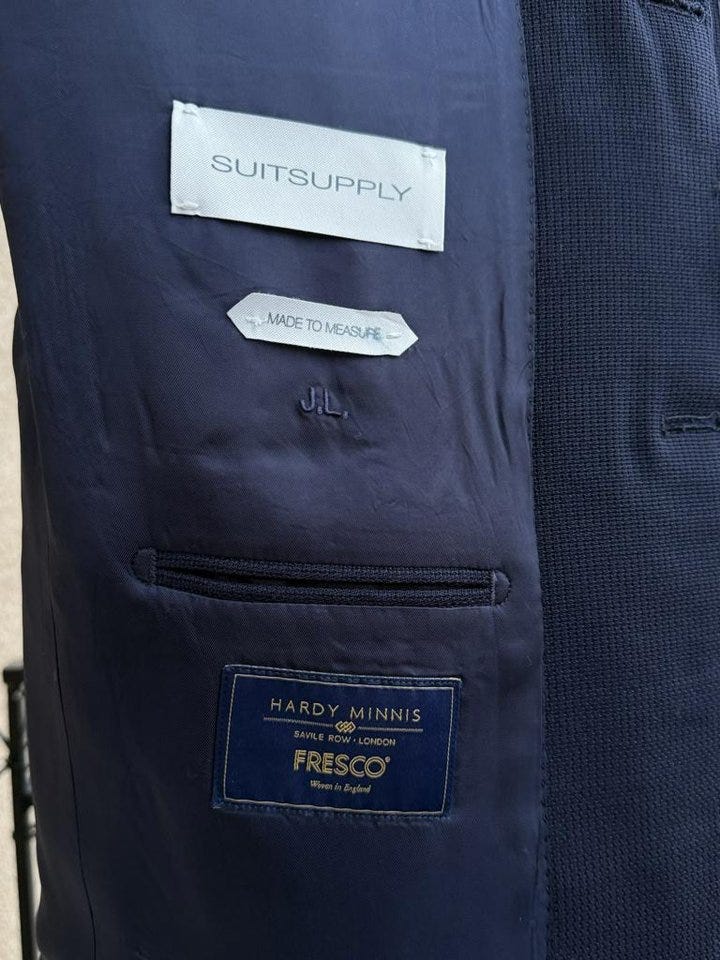 SUITSUPPLY
MADE TO MEASURE
J.L.
HARDY MINNIS
SAVILE ROW · LONDON
FRESCO®
Woven in England